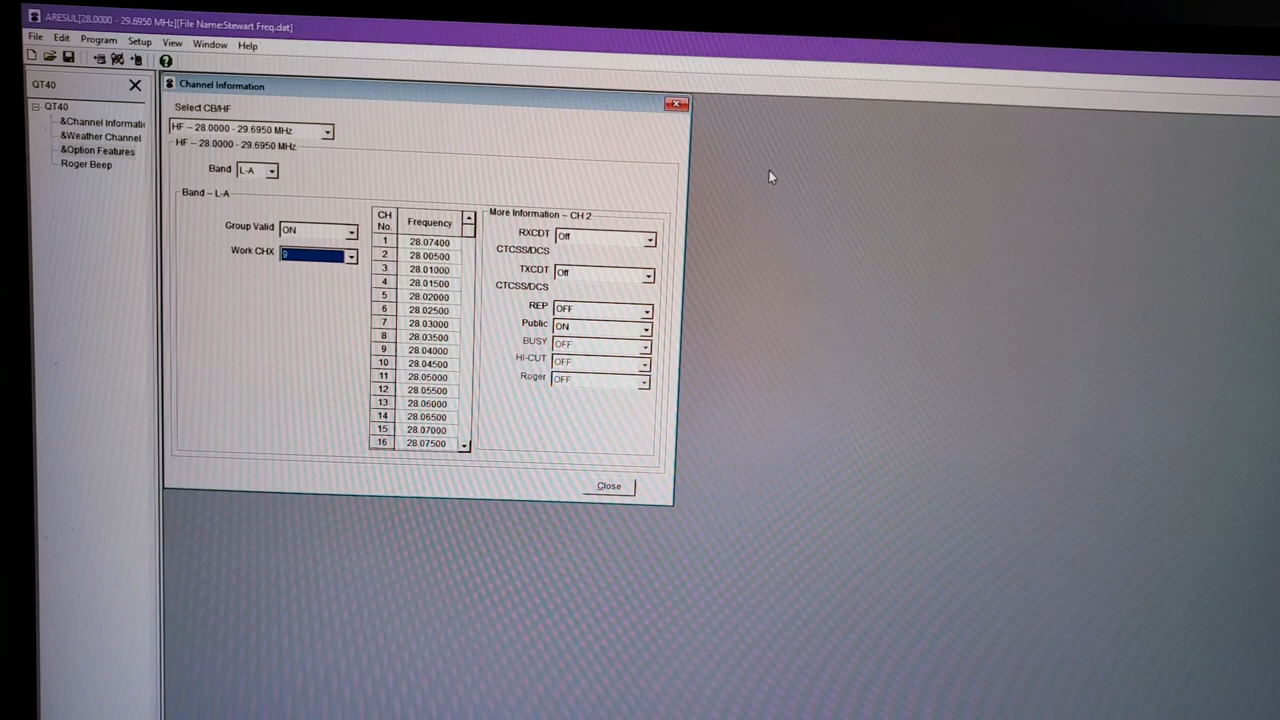 ARESUL[28.0000 - 29.6950 MHz][File Name:Stewart Freq.dat]
File Edit Program Setup View Window Help
QT40
QT40
&Channel Informati
&Weather Channel
&Option Features
Roger Beep
Channel Information
Select CB/HF
HF -- 28.0000 - 29.6950 MHz
HF -- 28.0000 - 29.6950 MHz
Band L-A
Band -- L-A
Group Valid ON
Work CHX 9
CH No. Frequency
1 28.07400
2 28.00500
3 28.01000
4 28.01500
5 28.02000
6 28.02500
7 28.03000
8 28.03500
9 28.04000
10 28.04500
11 28.05000
12 28.05500
13 28.06000
14 28.06500
15 28.07000
16 28.07500
More Information -- CH 2
RXCDT Off
CTCSS/DCS
TXCDT Off
CTCSS/DCS
REP OFF
Public ON
BUSY OFF
HI-CUT OFF
Roger OFF
Close